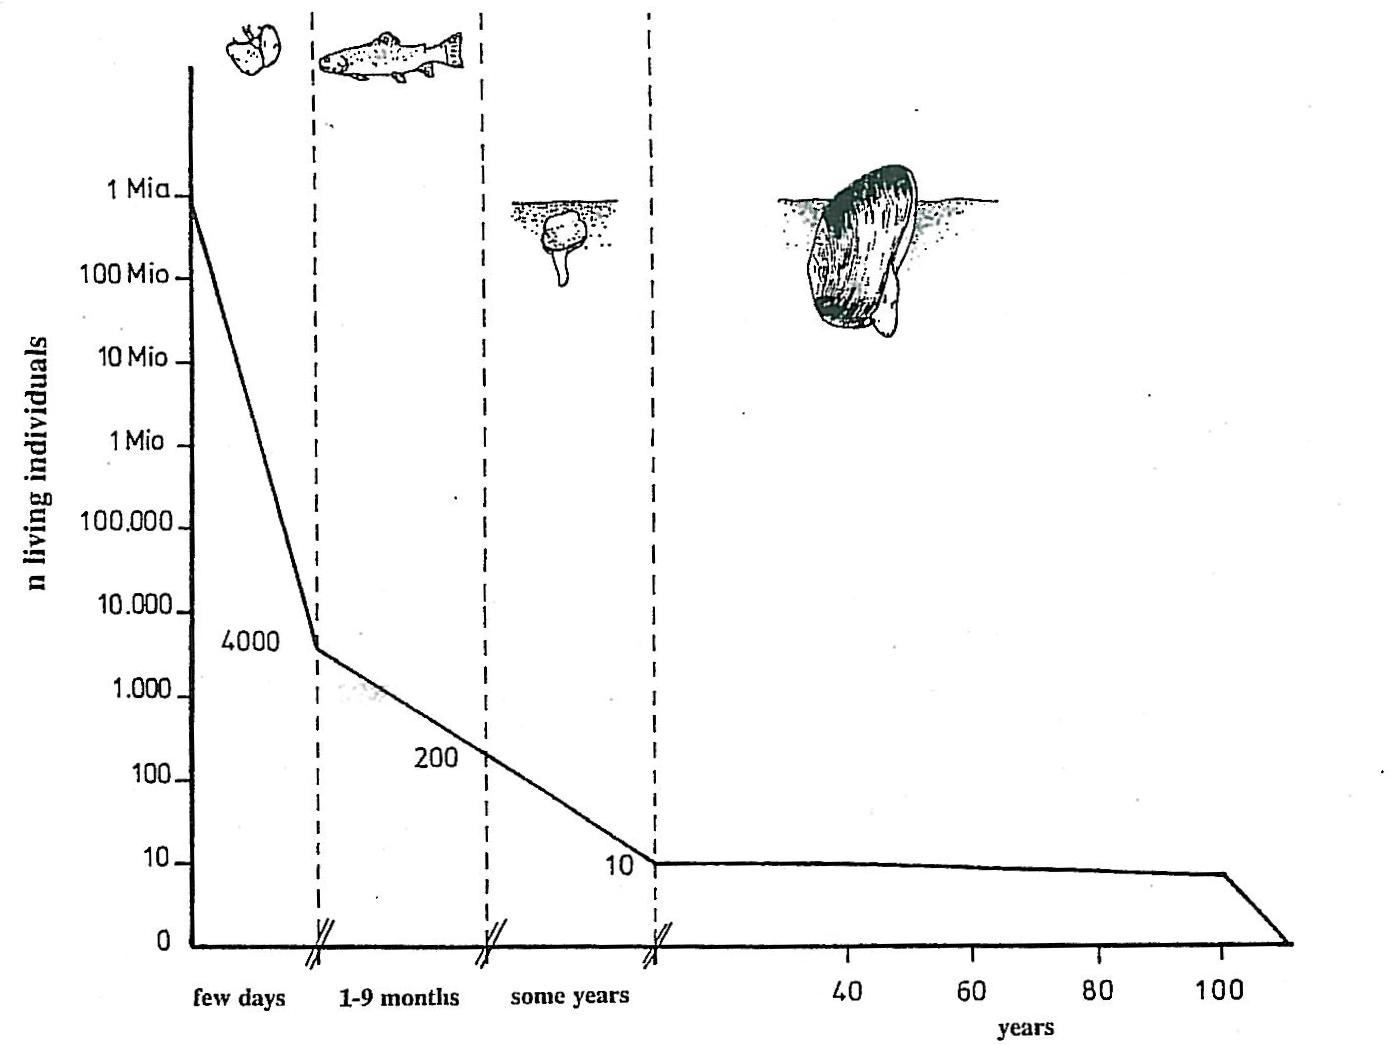 n living individuals
1 Mia
100 Mio
10 Mio
1 Mio
100.000
10.000
4000
1.000
200
100
10
10
0
few days
1-9 months
some years
40
60
80
100
years